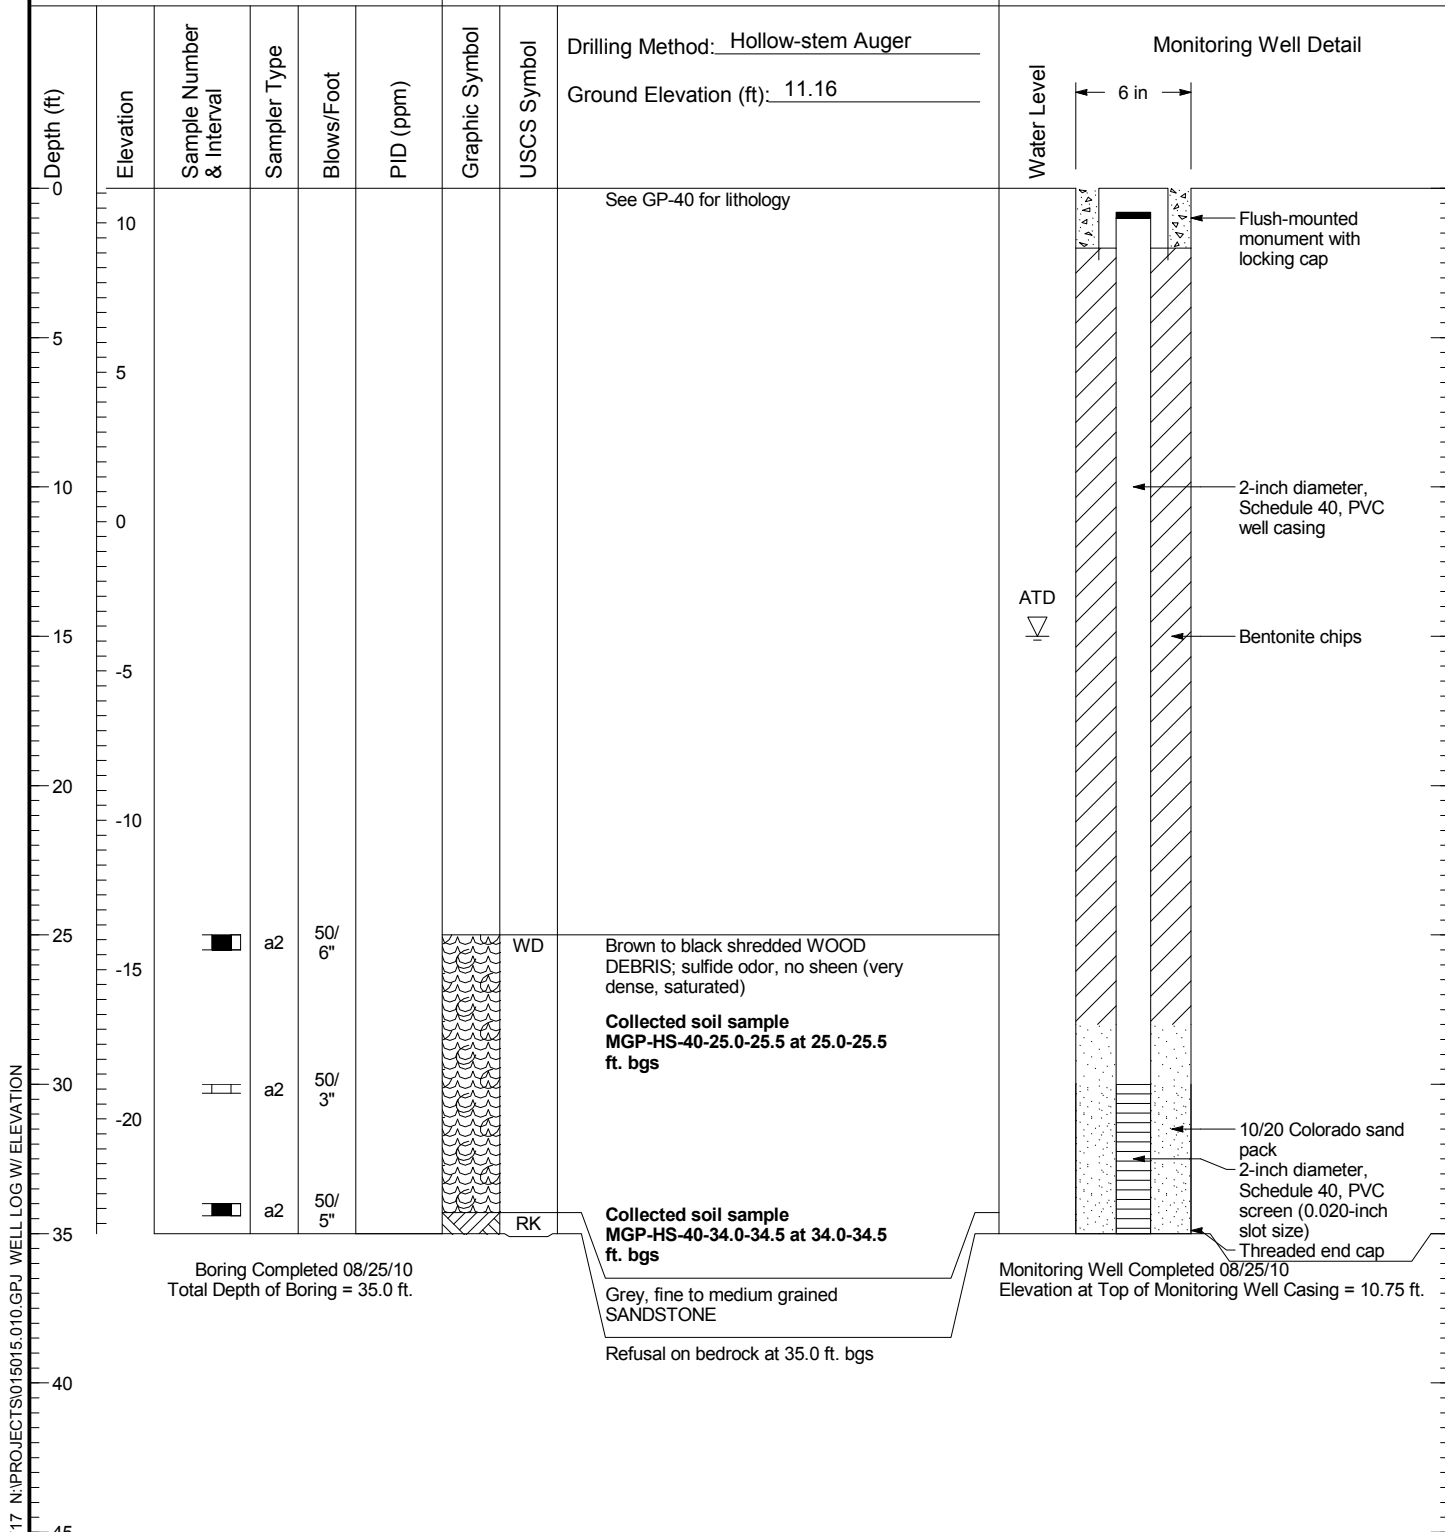 Depth (ft)
Elevation
Sample Number
& Interval
Sampler Type
Blows/Foot
PID (ppm)
Graphic Symbol
USCS Symbol
Drilling Method: Hollow-stem Auger
Ground Elevation (ft): 11.16
Water Level
Monitoring Well Detail
6 in
0
See GP-40 for lithology
10
Flush-mounted
monument with
locking cap
5
5
10
2-inch diameter,
Schedule 40, PVC
well casing
0
ATD
15
Bentonite chips
-5
20
-10
25
a2
50/
6"
WD
Brown to black shredded WOOD
DEBRIS; sulfide odor, no sheen (very
dense, saturated)
-15
Collected soil sample
MGP-HS-40-25.0-25.5 at 25.0-25.5
ft. bgs
30
a2
50/
3"
-20
10/20 Colorado sand
pack
2-inch diameter,
Schedule 40, PVC
screen (0.020-inch
slot size)
Threaded end cap
a2
50/
5"
RK
Collected soil sample
MGP-HS-40-34.0-34.5 at 34.0-34.5
ft. bgs
35
Boring Completed 08/25/10
Total Depth of Boring = 35.0 ft.
Grey, fine to medium grained
SANDSTONE
Monitoring Well Completed 08/25/10
Elevation at Top of Monitoring Well Casing = 10.75 ft.
Refusal on bedrock at 35.0 ft. bgs
40
45
17 N:\PROJECTS\015015.010.GPJ WELL LOG W/ ELEVATION